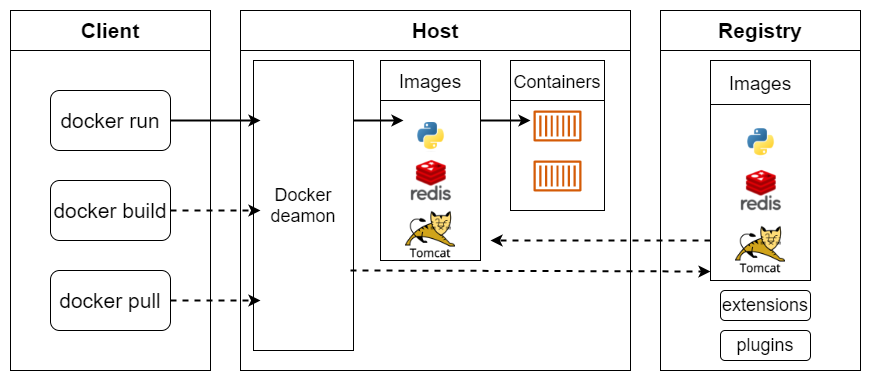 Client
Host
Registry
docker run
docker build
docker pull
Docker
deamon
Images
redis
Tomcat
Containers
Images
redis
Tomcat
extensions
plugins